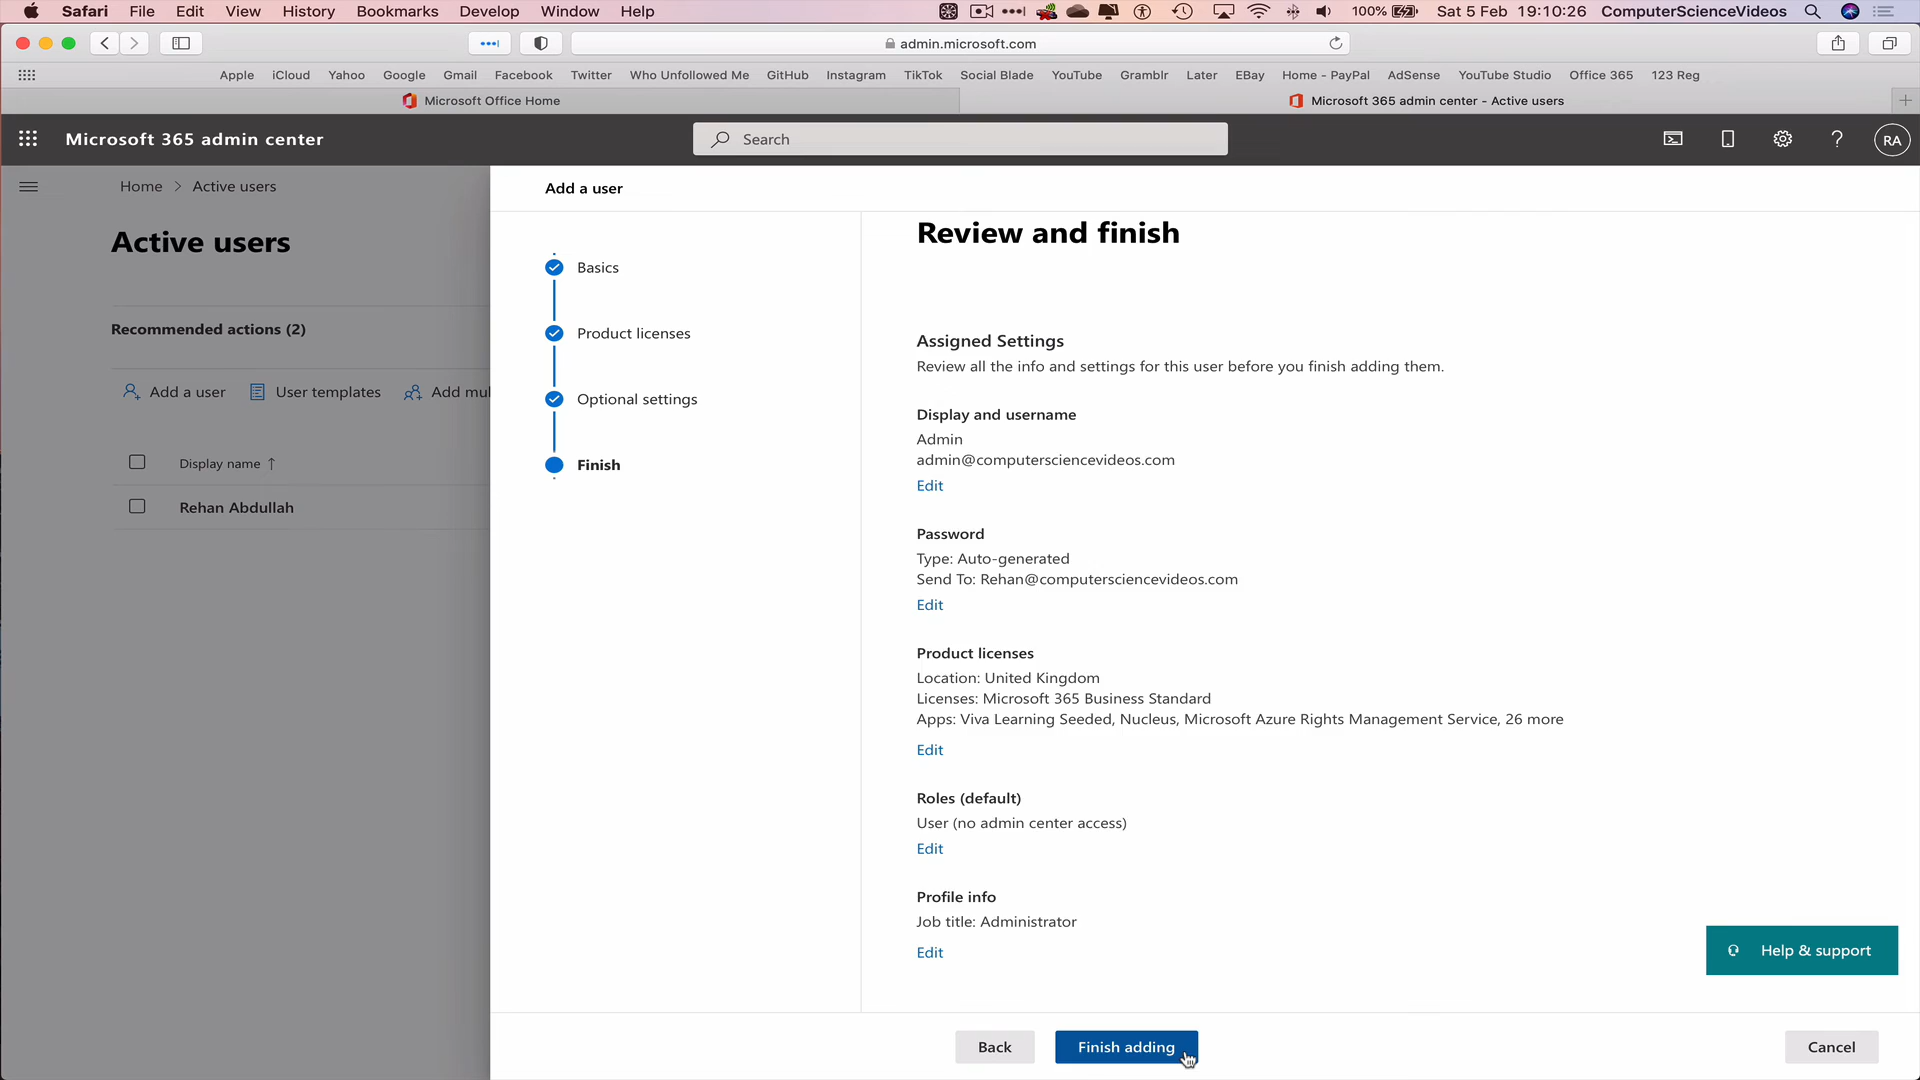 Safari File Edit View History Bookmarks Develop Window Help 100% Sat 5 Feb 19:10:26 ComputerScienceVideos
admin.microsoft.com
Apple iCloud Yahoo Google Gmail Facebook Twitter Who Unfollowed Me GitHub Instagram TikTok Social Blade YouTube Gramblr Later EBay Home - PayPal AdSense YouTube Studio Office 365 123 Reg
Microsoft Office Home Microsoft 365 admin center - Active users
Microsoft 365 admin center Search RA
Home > Active users
Add a user
Active users
Review and finish
Basics
Recommended actions (2)
Product licenses
Assigned Settings
Review all the info and settings for this user before you finish adding them.
Add a user User templates Add mul
Optional settings
Display and username
Admin
admin@computersciencevideos.com
Edit
Display name ↑
Finish
Rehan Abdullah
Password
Type: Auto-generated
Send To: Rehan@computersciencevideos.com
Edit
Product licenses
Location: United Kingdom
Licenses: Microsoft 365 Business Standard
Apps: Viva Learning Seeded, Nucleus, Microsoft Azure Rights Management Service, 26 more
Edit
Roles (default)
User (no admin center access)
Edit
Profile info
Job title: Administrator
Edit
Help & support
Back Finish adding Cancel